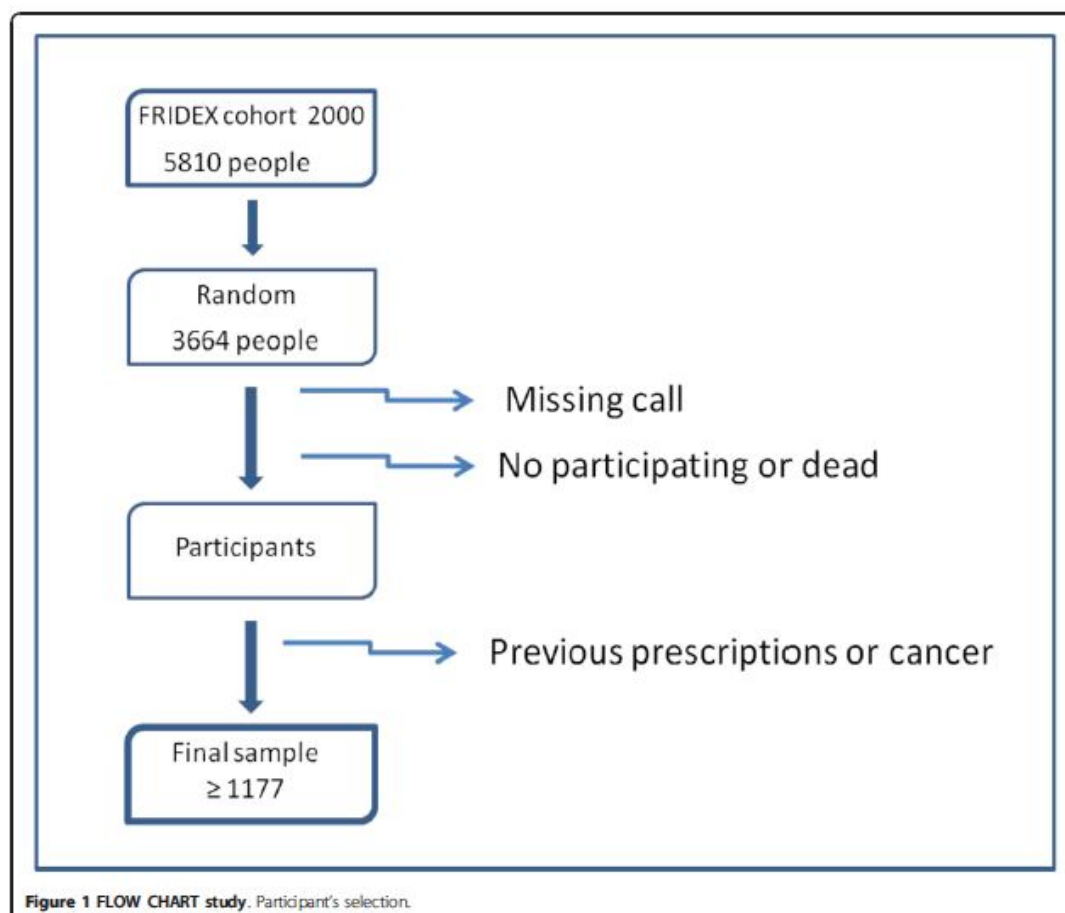 FRIDEX cohort 2000
5810 people
Random
3664 people
Missing call
No participating or dead
Participants
Previous prescriptions or cancer
Final sample
≥ 1177
Figure 1 FLOW CHART study. Participant's selection.